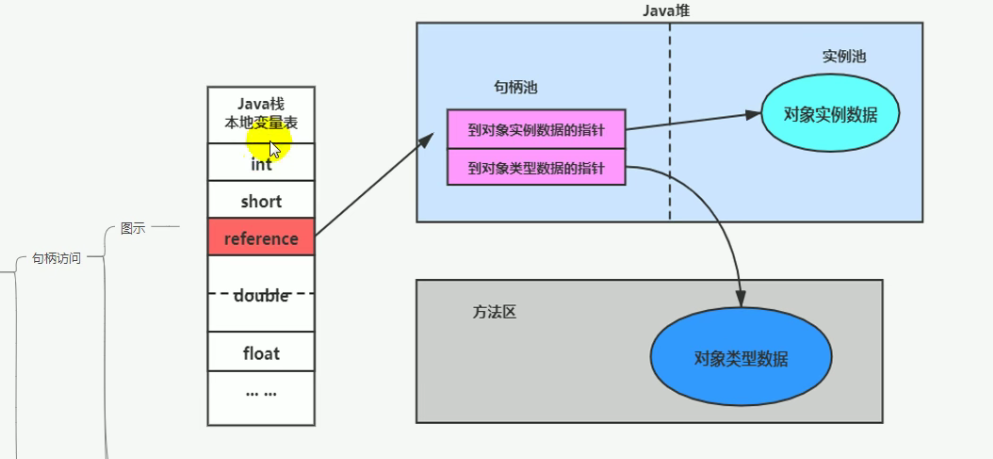 句柄访问
图示
Java栈
本地变量表
int
short
reference
double
float
... ...
Java堆
句柄池
到对象实例数据的指针
到对象类型数据的指针
实例池
对象实例数据
方法区
对象类型数据